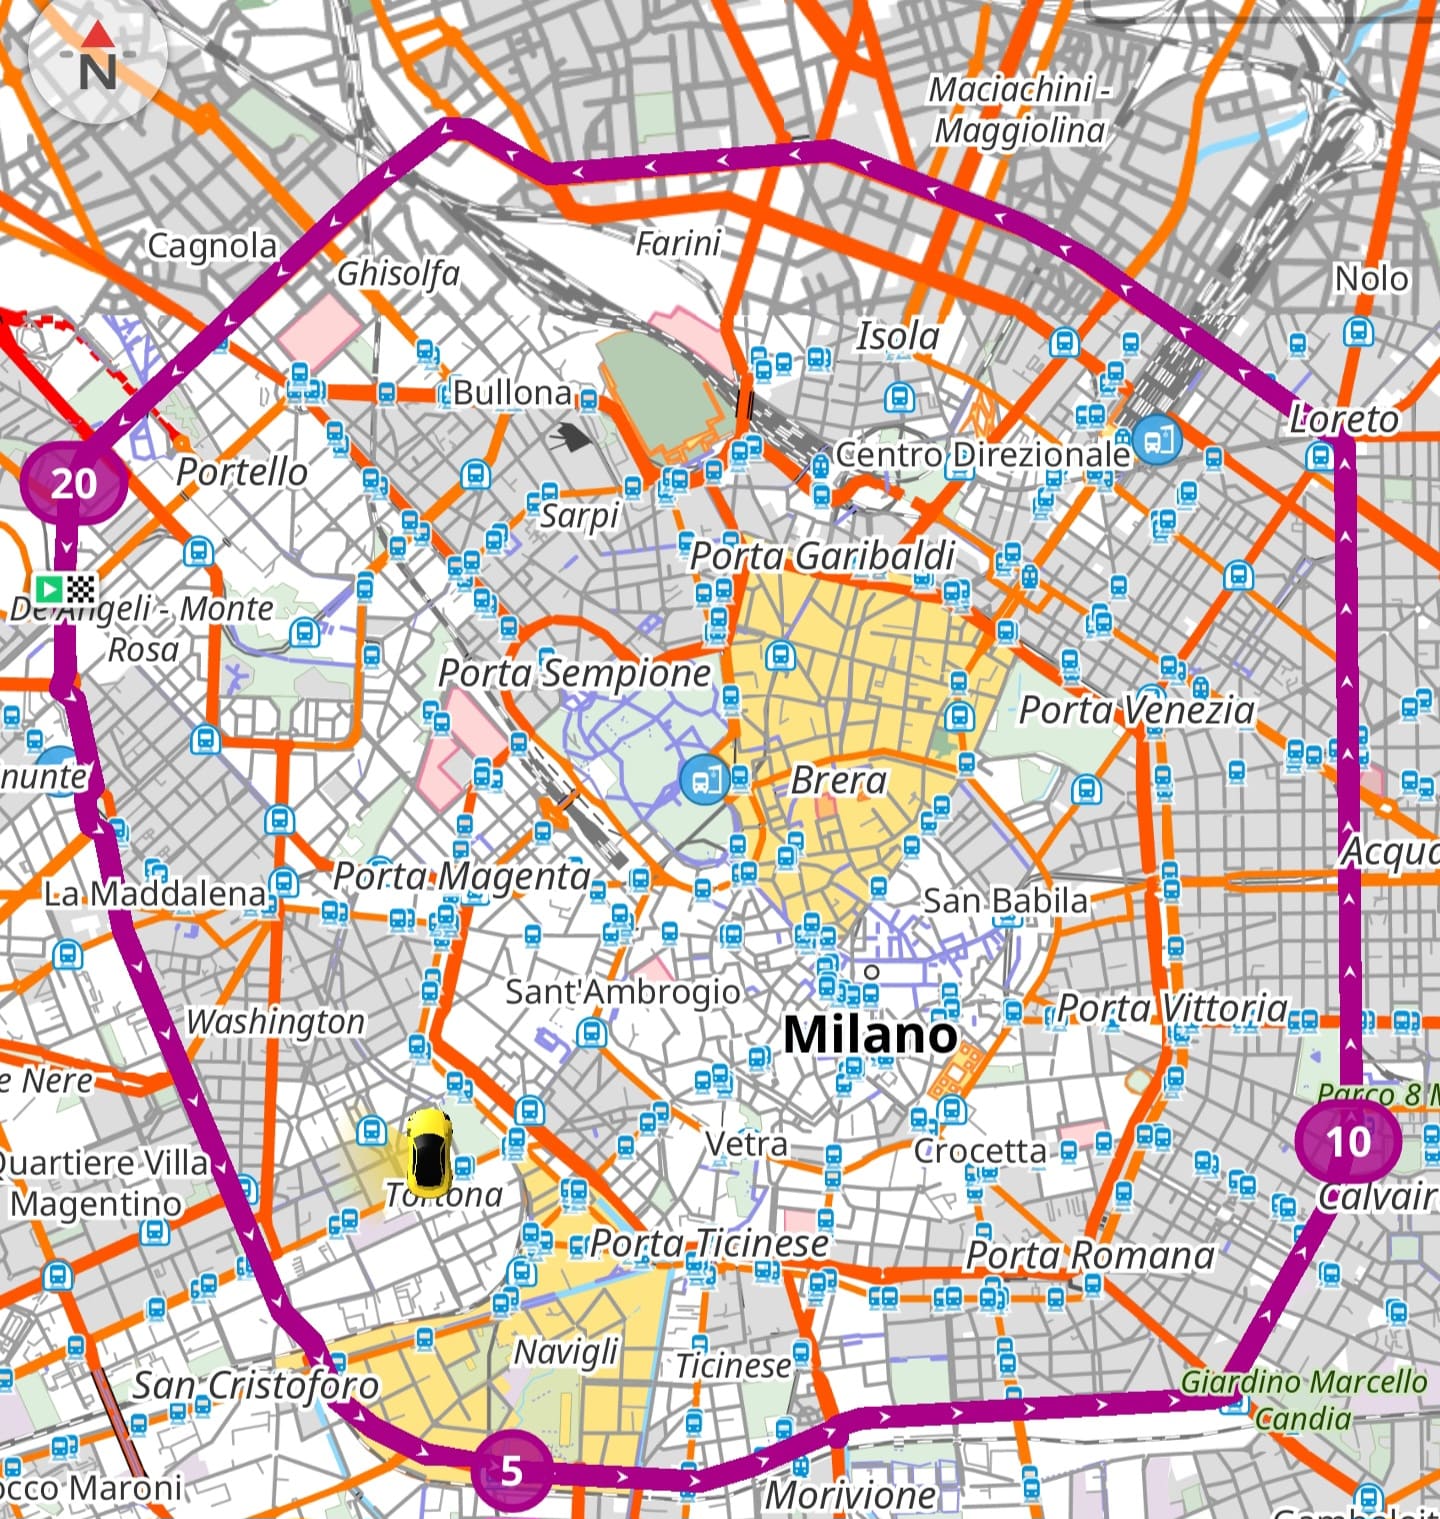 N
Maciachini -
Maggiolina
Cagnola
Ghisolfa
Farini
Nolo
Isola
Bullona
Loreto
20
Portello
Centro Direzionale
Sarpi
Porta Garibaldi
De Angeli - Monte
Rosa
Porta Sempione
Porta Venezia
nunte
Brera
Acqua
La Maddalena
Porta Magenta
San Babila
Sant'Ambrogio
Washington
Porta Vittoria
Milano
e Nere
Parco 8 M
Quartiere Villa
Magentino
Vetra
Crocetta
10
Tortona
Calvair
Porta Ticinese
Porta Romana
Navigli
Ticinese
San Cristoforo
Giardino Marcello
Candia
5
occo Maroni
Morivione